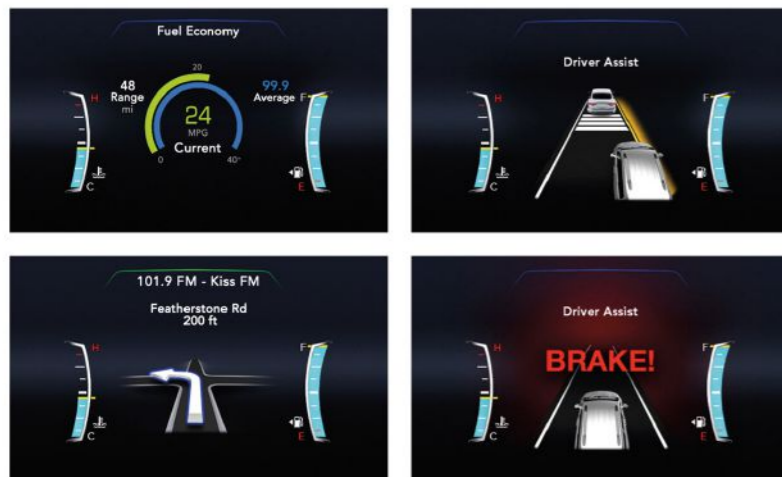 Fuel Economy
20
48
Range
mi
99.9
Average
24
MPG
Current
0
40+
H
C
F
E
Driver Assist
H
C
F
E
101.9 FM - Kiss FM
Featherstone Rd
200 ft
H
C
F
E
Driver Assist
BRAKE!
H
C
F
E